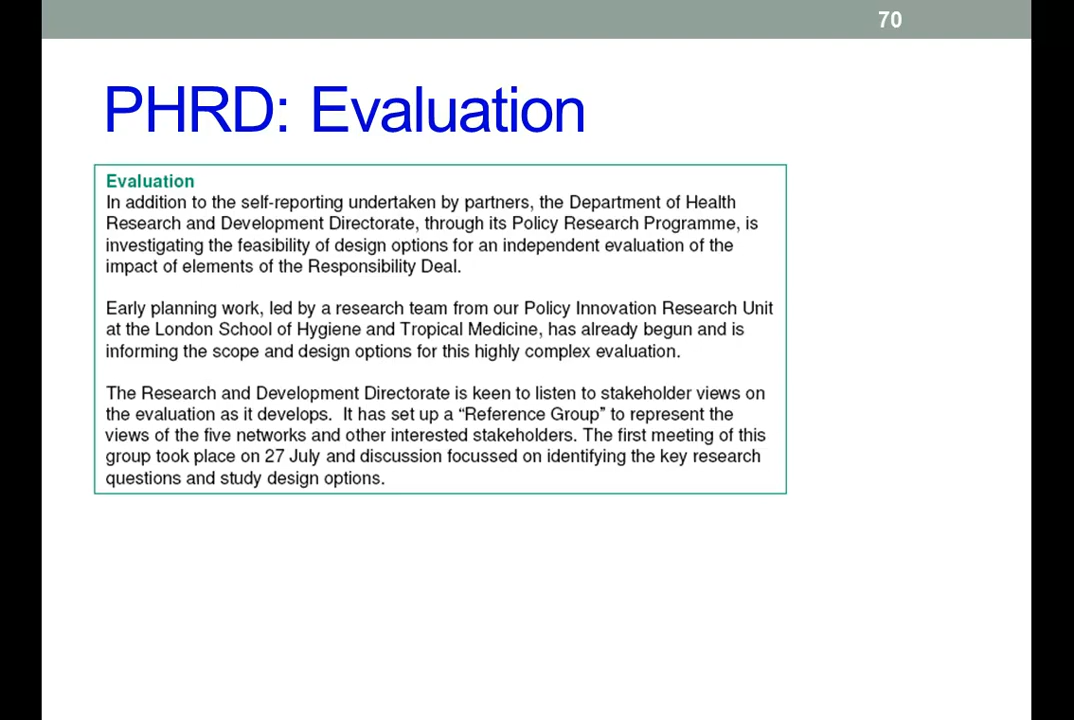 70
PHRD: Evaluation
Evaluation
In addition to the self-reporting undertaken by partners, the Department of Health
Research and Development Directorate, through its Policy Research Programme, is
investigating the feasibility of design options for an independent evaluation of the
impact of elements of the Responsibility Deal.
Early planning work, led by a research team from our Policy Innovation Research Unit
at the London School of Hygiene and Tropical Medicine, has already begun and is
informing the scope and design options for this highly complex evaluation.
The Research and Development Directorate is keen to listen to stakeholder views on
the evaluation as it develops.  It has set up a “Reference Group” to represent the
views of the five networks and other interested stakeholders. The first meeting of this
group took place on 27 July and discussion focussed on identifying the key research
questions and study design options.